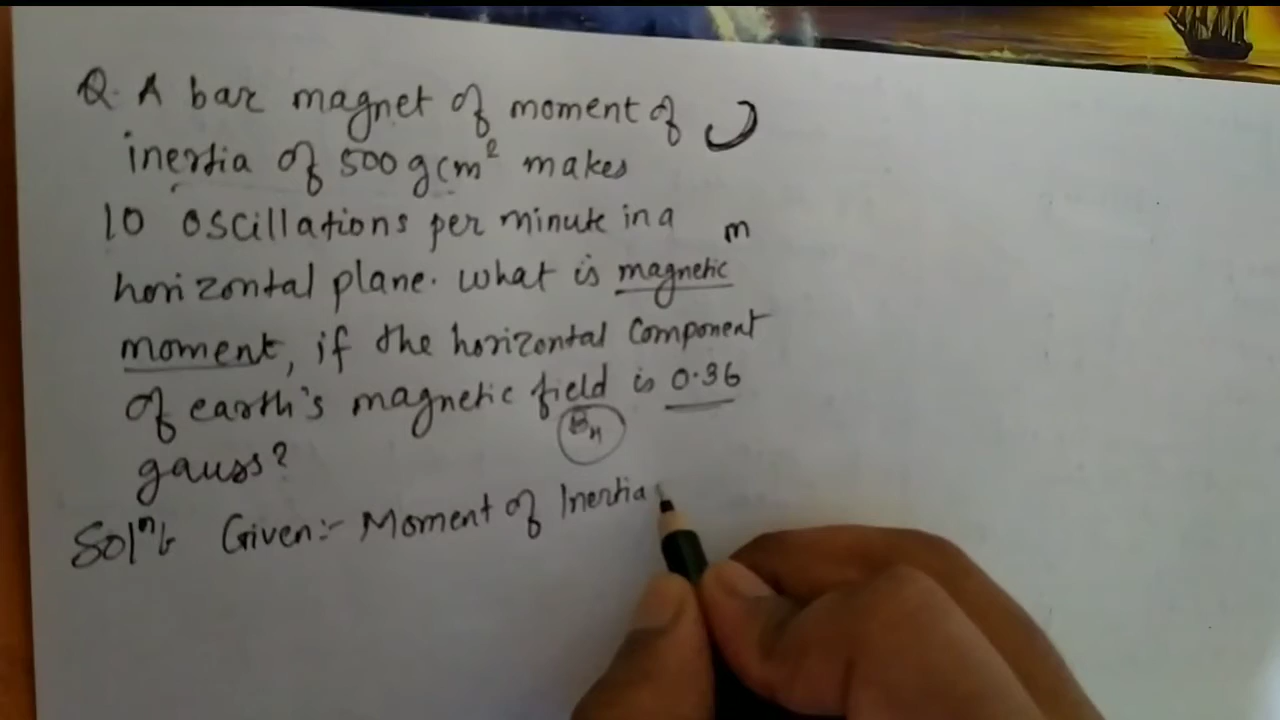 Q. A bar magnet of moment of
inertia of 500 gcm² makes
10 oscillations per minute in a
m
horizontal plane. What is magnetic
moment, if the horizontal component
of earth's magnetic field is 0.36
B_H
gauss?
Solⁿ:- Given:- Moment of Inertia